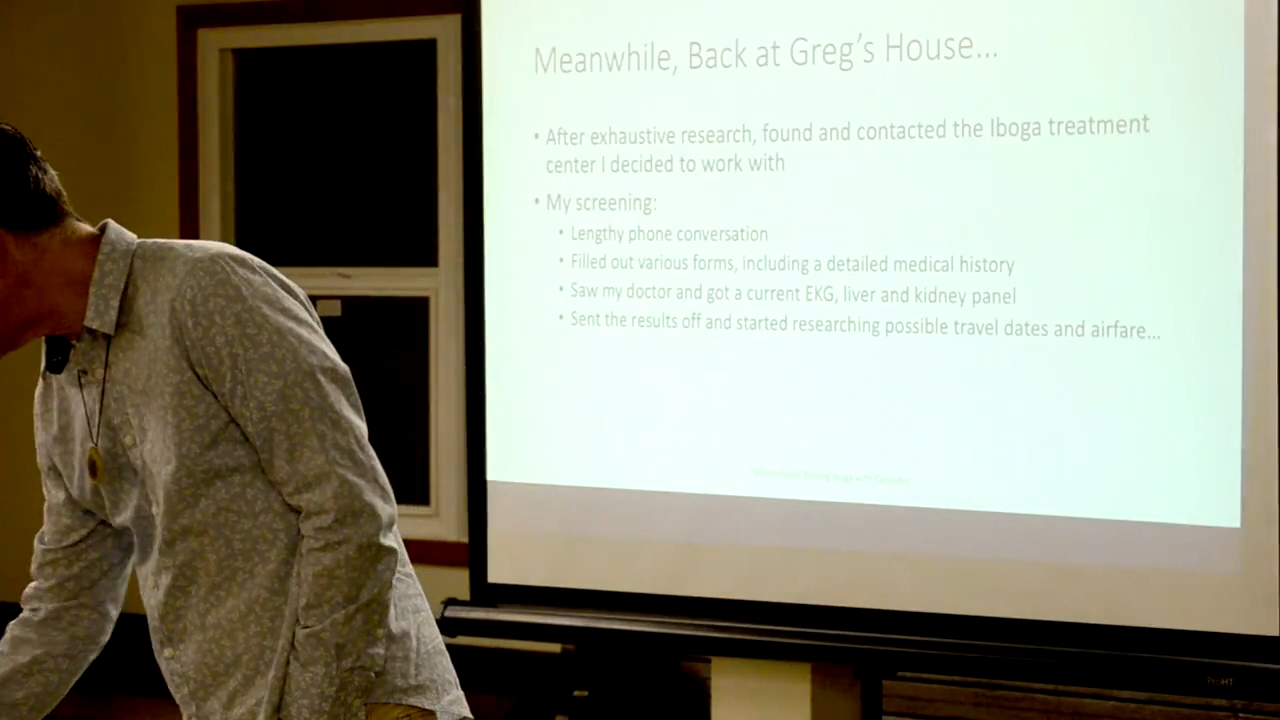 Meanwhile, Back at Greg's House...
• After exhaustive research, found and contacted the Iboga treatment
center I decided to work with
• My screening:
• Lengthy phone conversation
• Filled out various forms, including a detailed medical history
• Saw my doctor and got a current EKG, liver and kidney panel
• Sent the results off and started researching possible travel dates and airfare...